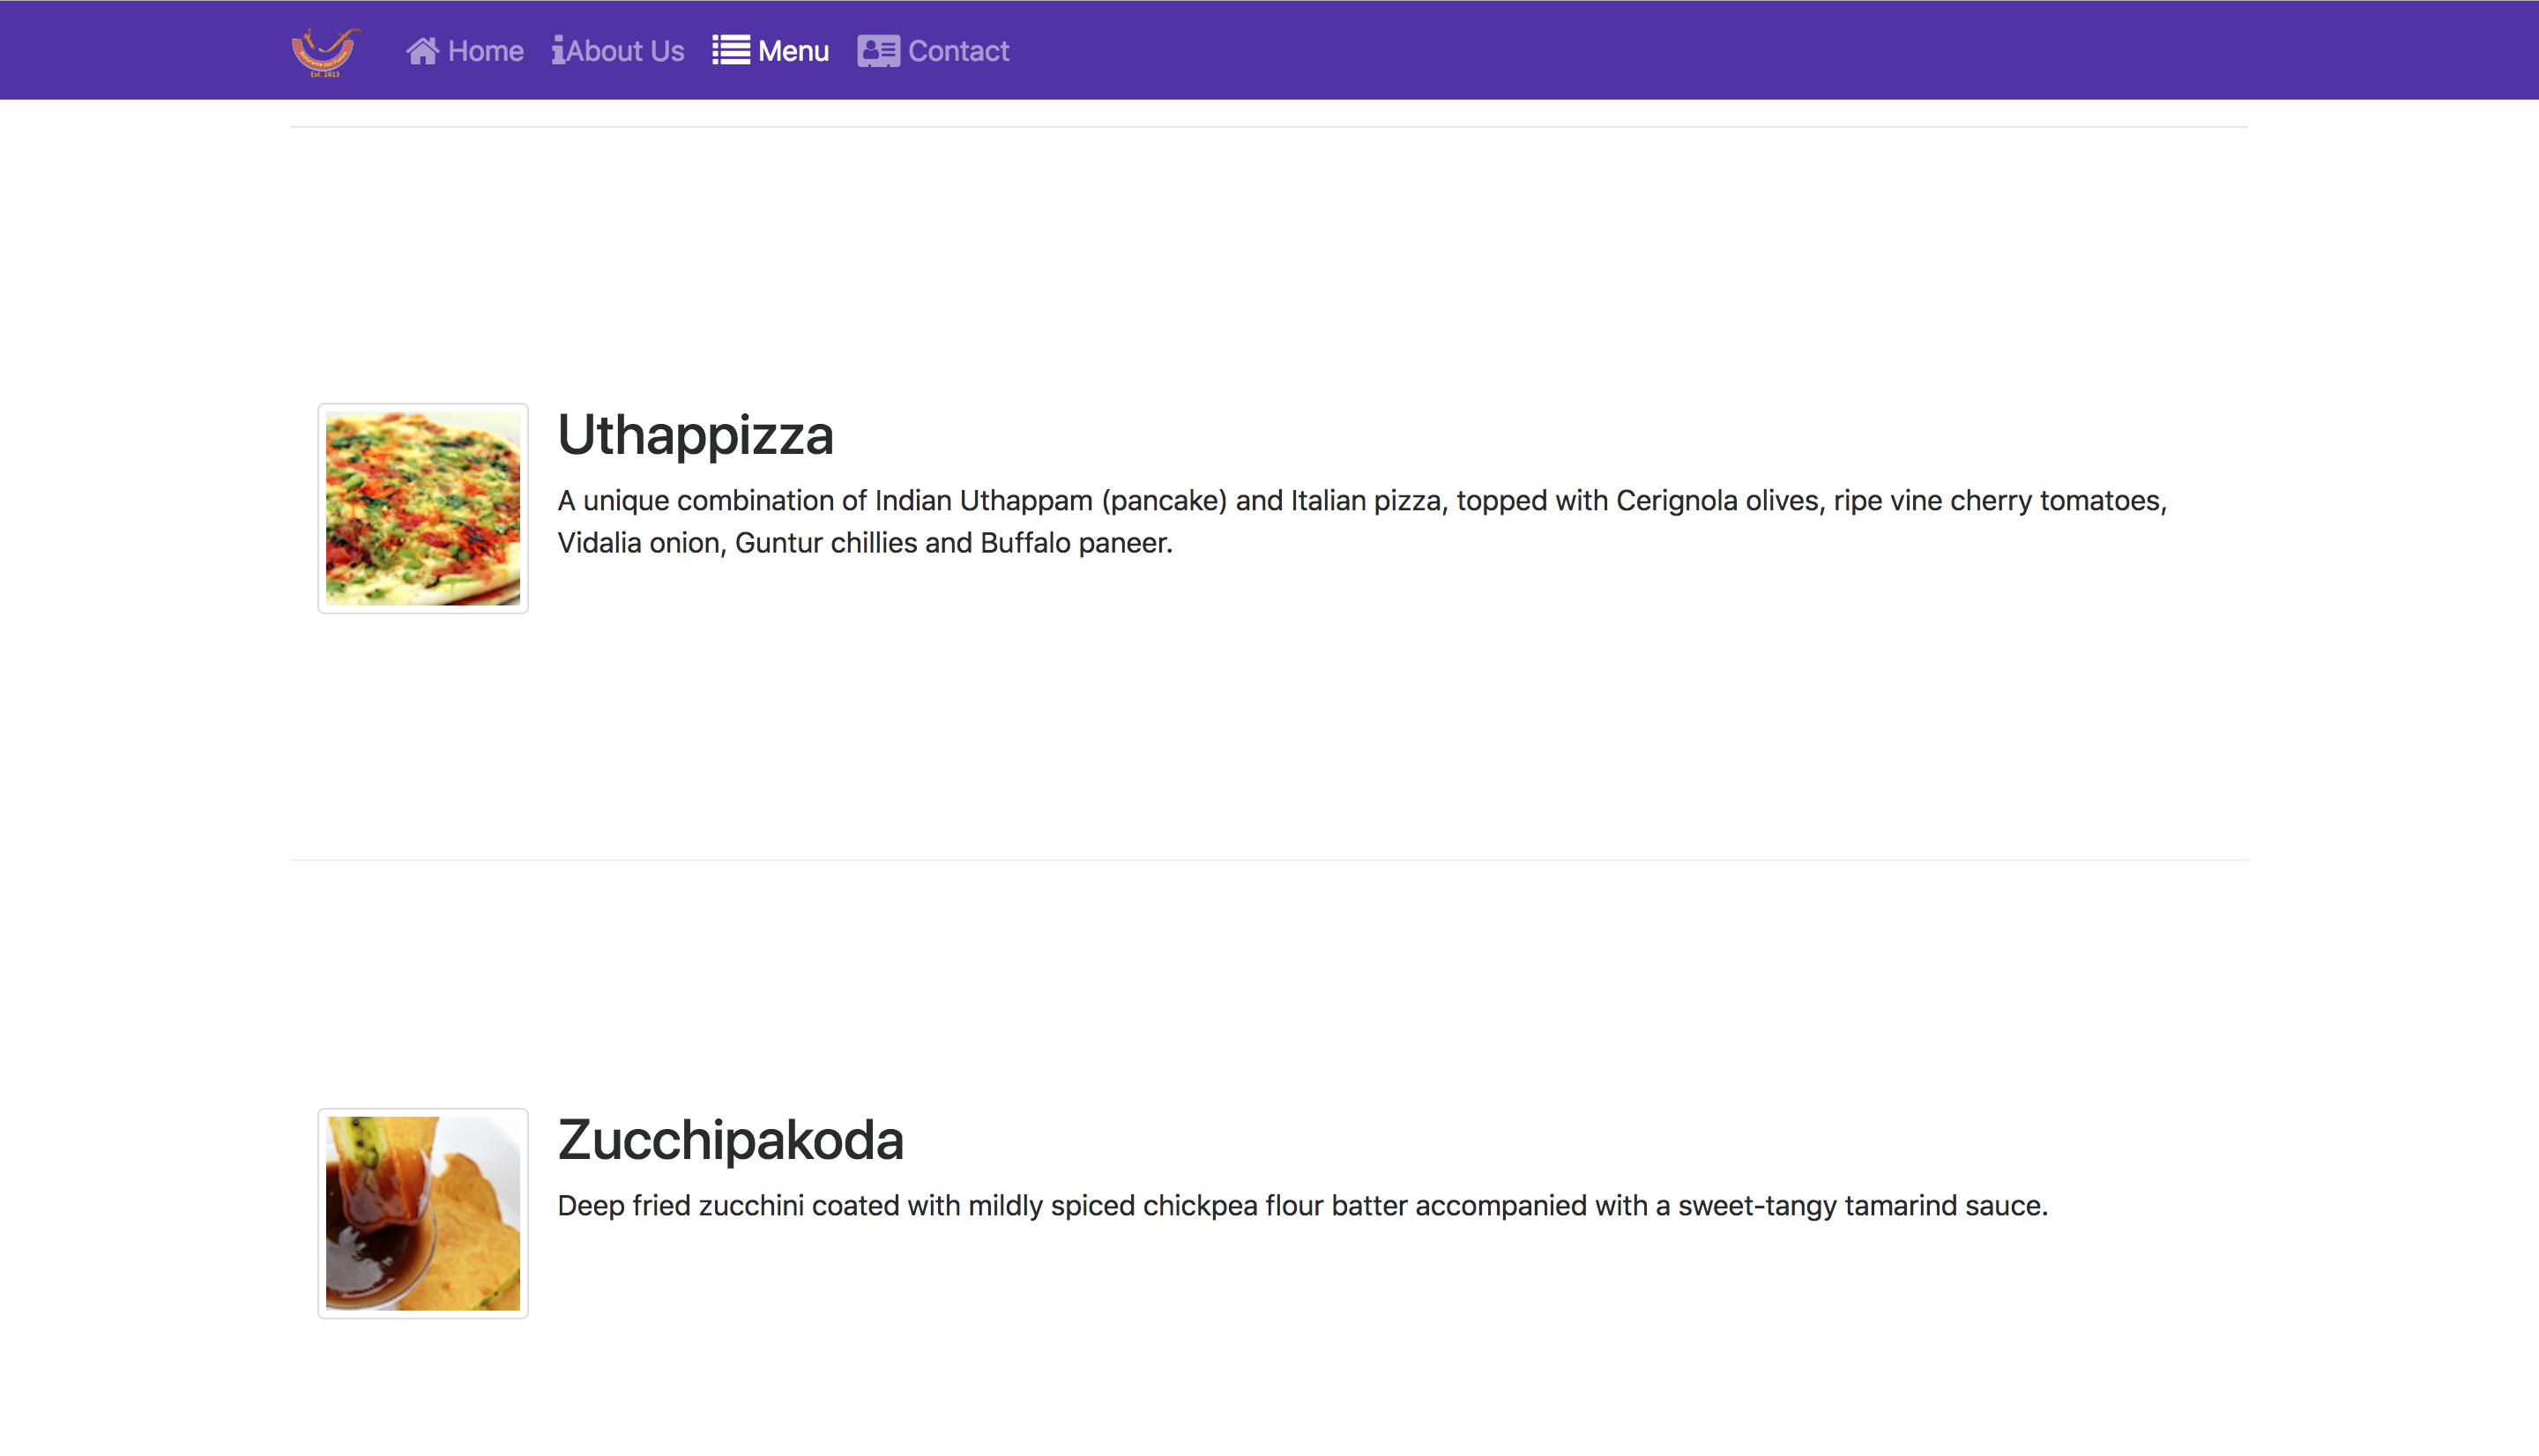 Est. 2019
Home About Us Menu Contact
Uthappizza
A unique combination of Indian Uthappam (pancake) and Italian pizza, topped with Cerignola olives, ripe vine cherry tomatoes,
Vidalia onion, Guntur chillies and Buffalo paneer.
Zucchipakoda
Deep fried zucchini coated with mildly spiced chickpea flour batter accompanied with a sweet-tangy tamarind sauce.